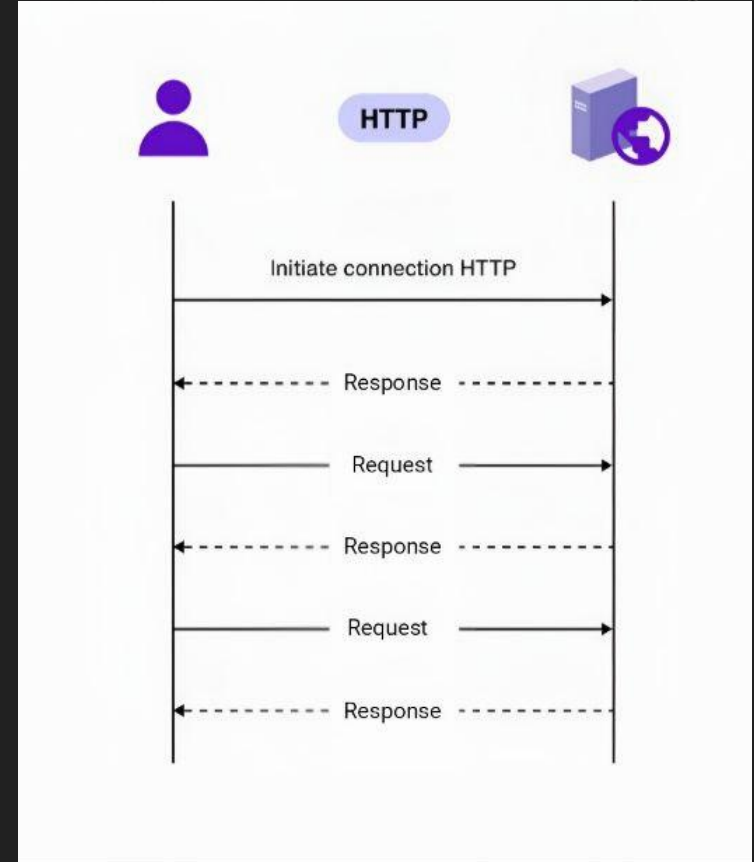 HTTP
Initiate connection HTTP
Response
Request
Response
Request
Response